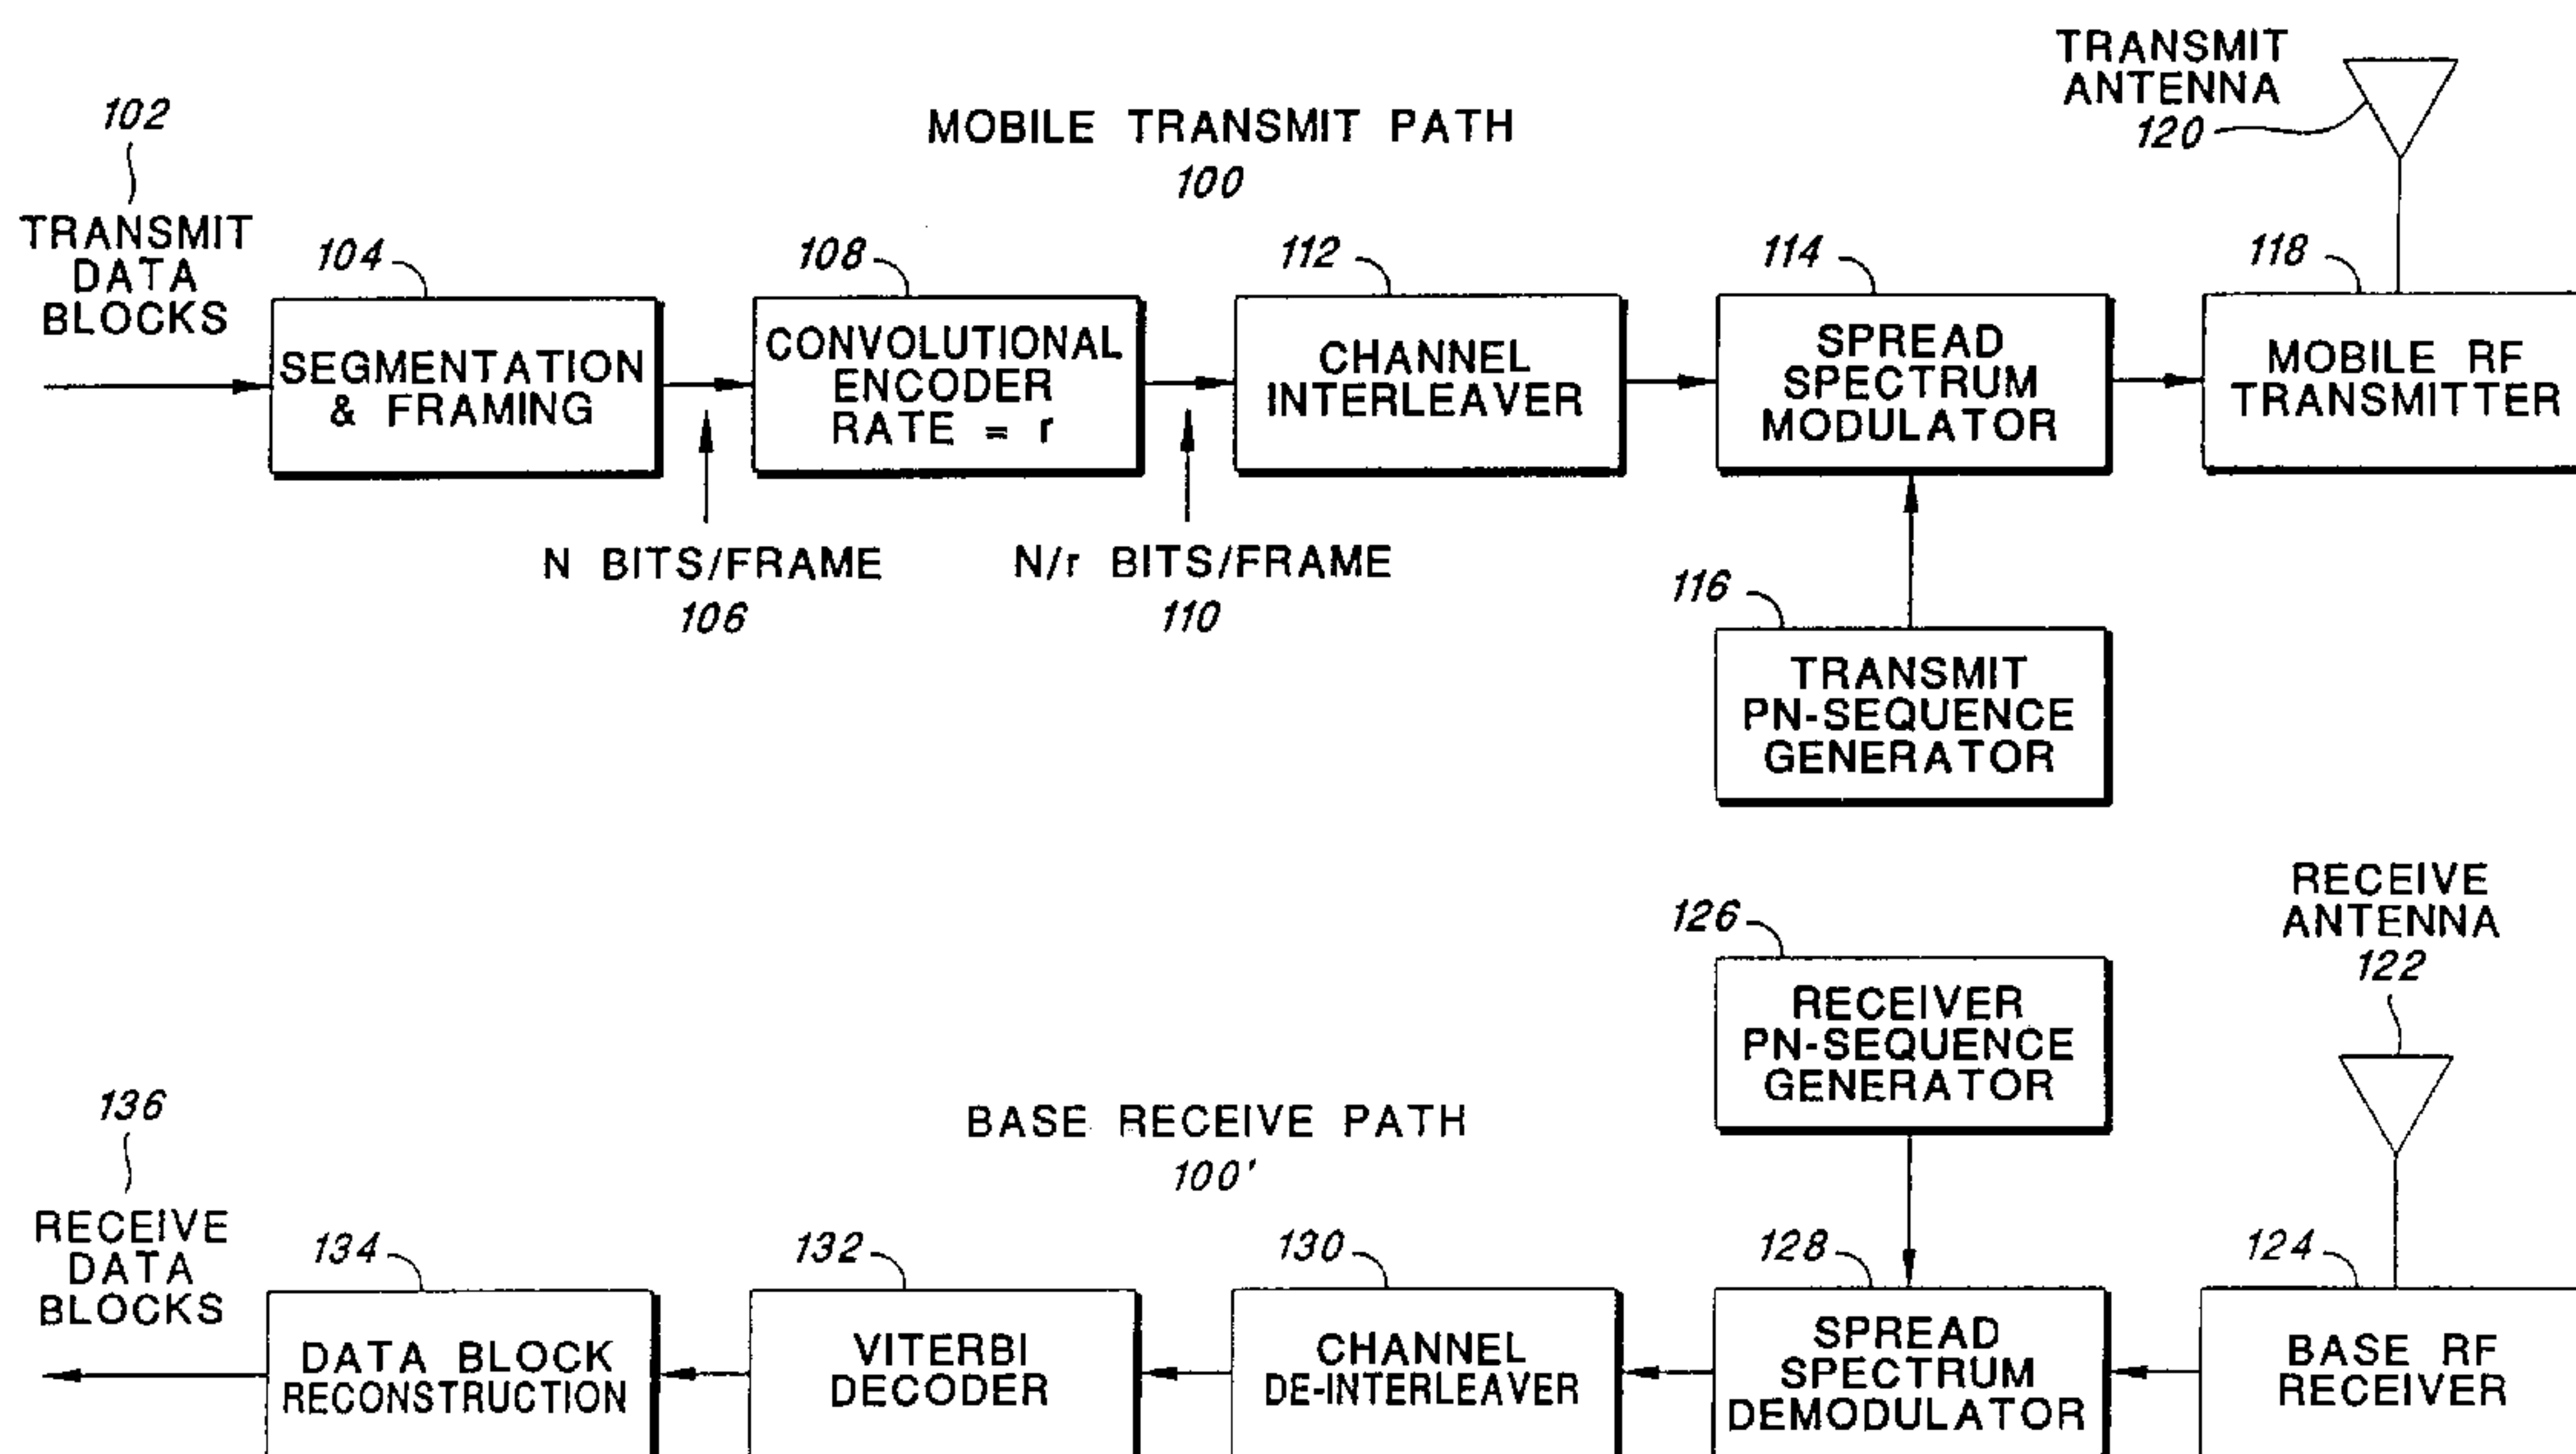 TRANSMIT
ANTENNA
120
102
MOBILE TRANSMIT PATH
100
TRANSMIT
DATA
BLOCKS
104
SEGMENTATION
& FRAMING
108
CONVOLUTIONAL
ENCODER
RATE = r
112
CHANNEL
INTERLEAVER
114
SPREAD
SPECTRUM
MODULATOR
118
MOBILE RF
TRANSMITTER
N BITS/FRAME
106
N/r BITS/FRAME
110
116
TRANSMIT
PN-SEQUENCE
GENERATOR
RECEIVE
ANTENNA
122
126
RECEIVER
PN-SEQUENCE
GENERATOR
BASE RECEIVE PATH
100'
136
RECEIVE
DATA
BLOCKS
134
DATA BLOCK
RECONSTRUCTION
132
VITERBI
DECODER
130
CHANNEL
DE-INTERLEAVER
128
SPREAD
SPECTRUM
DEMODULATOR
124
BASE RF
RECEIVER